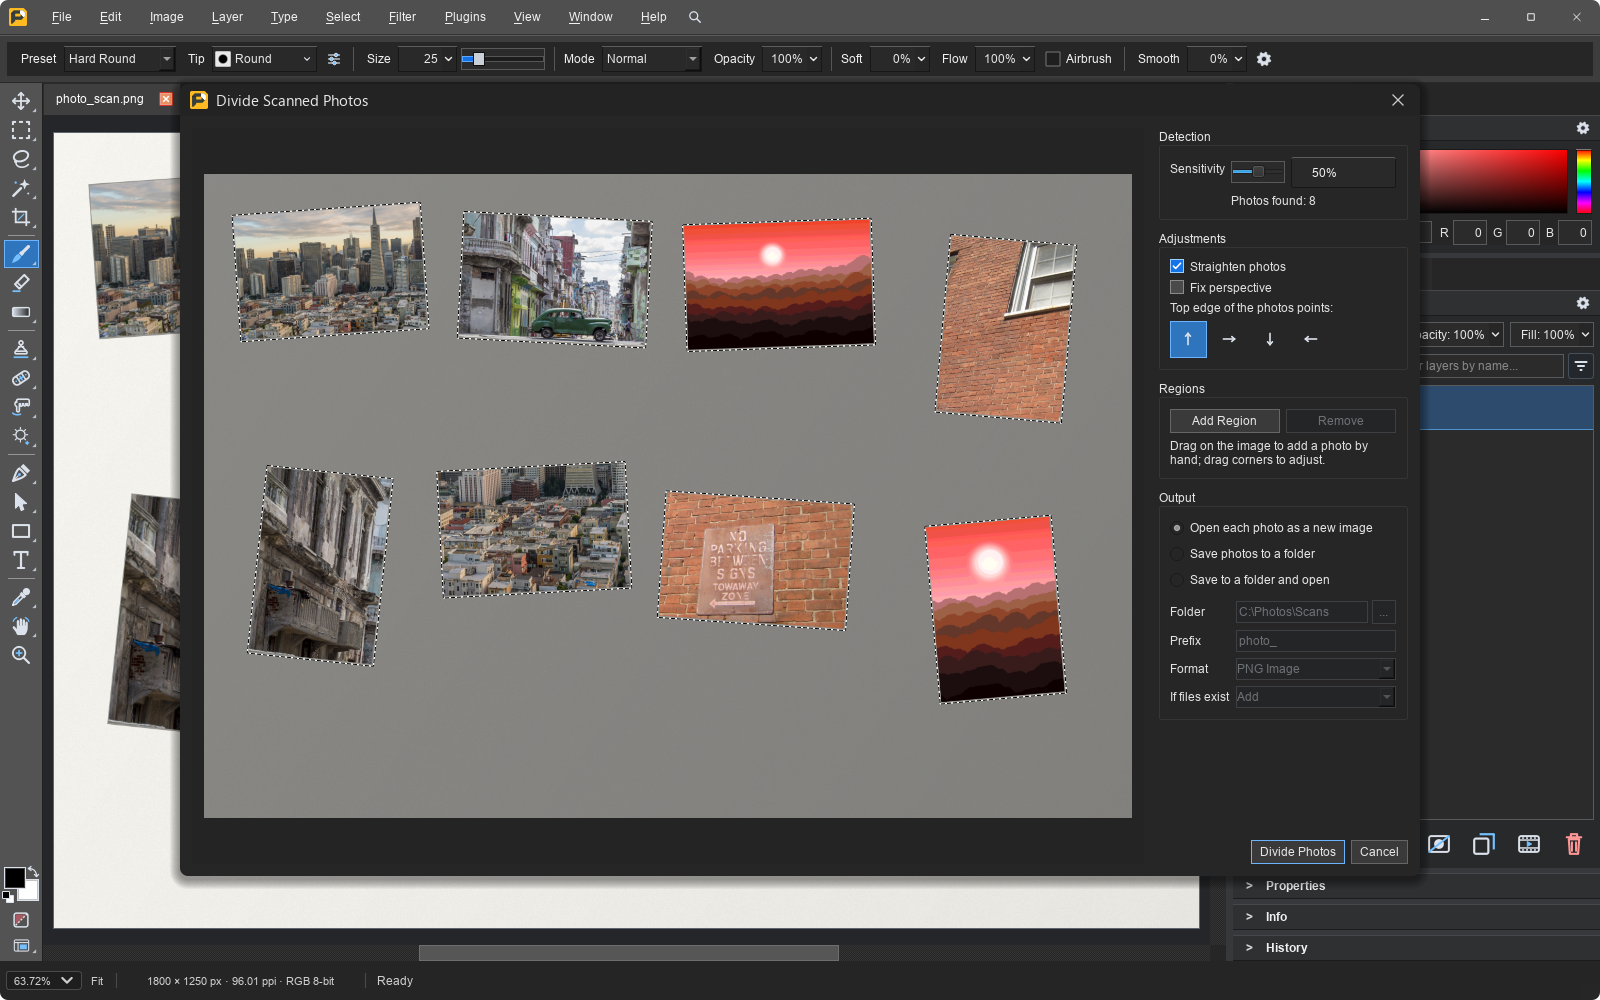 File Edit Image Layer Type Select Filter Plugins View Window Help
Preset Hard Round Tip Round Size 25 Mode Normal Opacity 100% Soft 0% Flow 100% Airbrush Smooth 0%
photo_scan.png
Divide Scanned Photos
Detection
Sensitivity 50%
Photos found: 8
Adjustments
Straighten photos
Fix perspective
Top edge of the photos points:
Regions
Add Region Remove
Drag on the image to add a photo by
hand; drag corners to adjust.
Output
Open each photo as a new image
Save photos to a folder
Save to a folder and open
Folder C:\Photos\Scans ...
Prefix photo_
Format PNG Image
If files exist Add
Divide Photos Cancel
NO
PARKING
BETWEEN
SIGNS
TOWAWAY
ZONE
R 0 G 0 B 0
acity: 100% Fill: 100%
layers by name...
> Properties
> Info
> History
63.72% Fit 1800 × 1250 px · 96.01 ppi · RGB 8-bit Ready